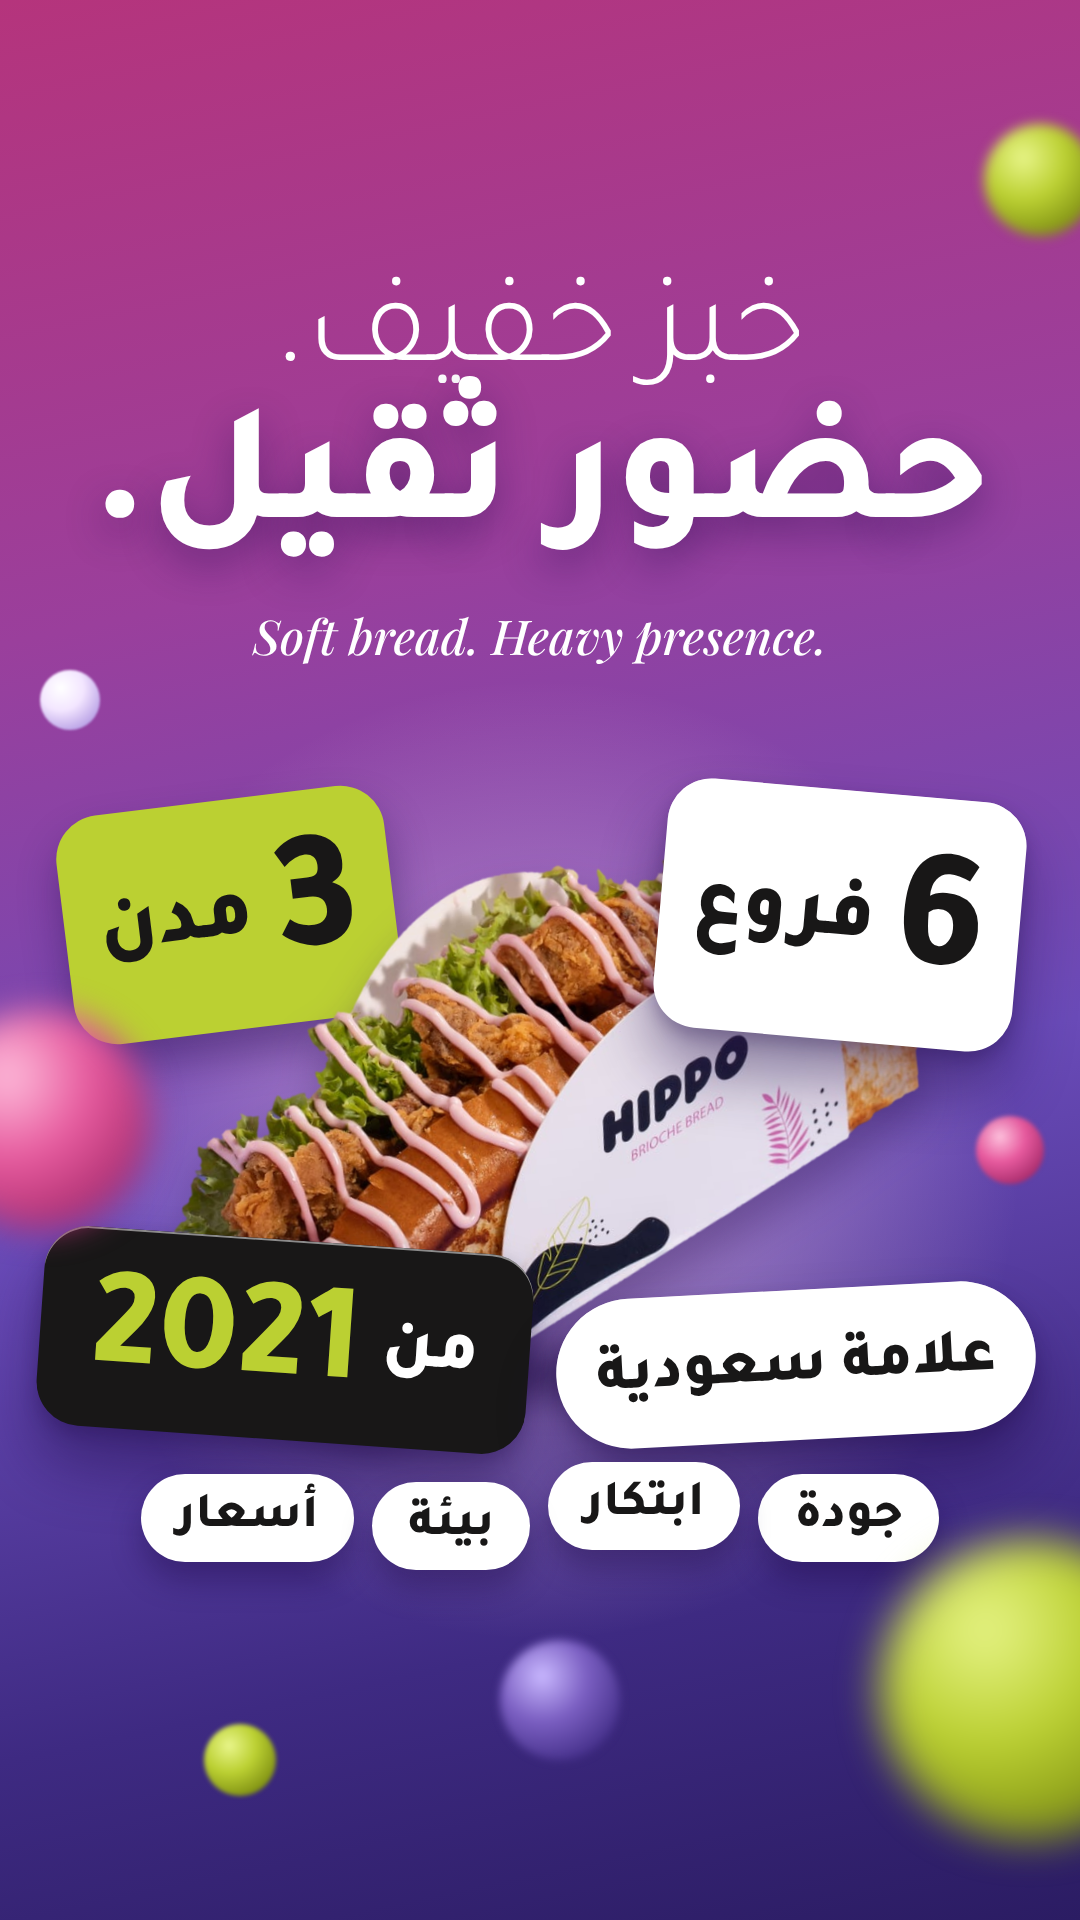 خبز خفيف.
حضور ثقيل.
Soft bread. Heavy presence.
6 فروع
3 مدن
HIPPO
BRIOCHE BREAD
من 2021
علامة سعودية
جودة
ابتكار
بيئة
أسعار